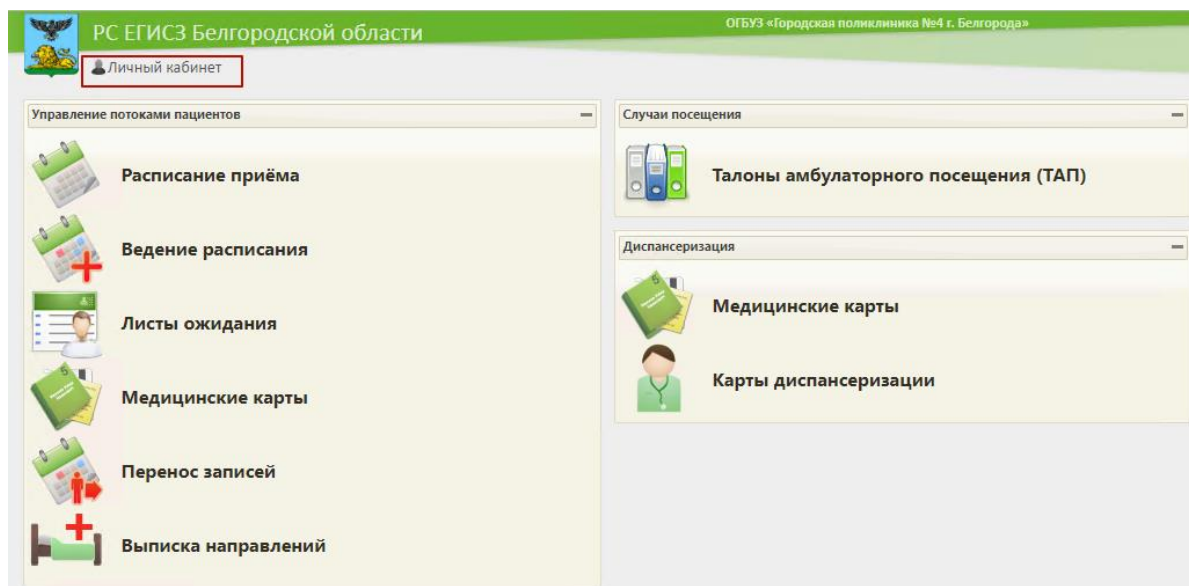 РС ЕГИСЗ Белгородской области
ОГБУЗ «Городская поликлиника №4 г. Белгорода»
Личный кабинет
Управление потоками пациентов
Расписание приёма
Ведение расписания
Листы ожидания
Медицинские карты
Перенос записей
Выписка направлений
Случаи посещения
Талоны амбулаторного посещения (ТАП)
Диспансеризация
Медицинские карты
Карты диспансеризации